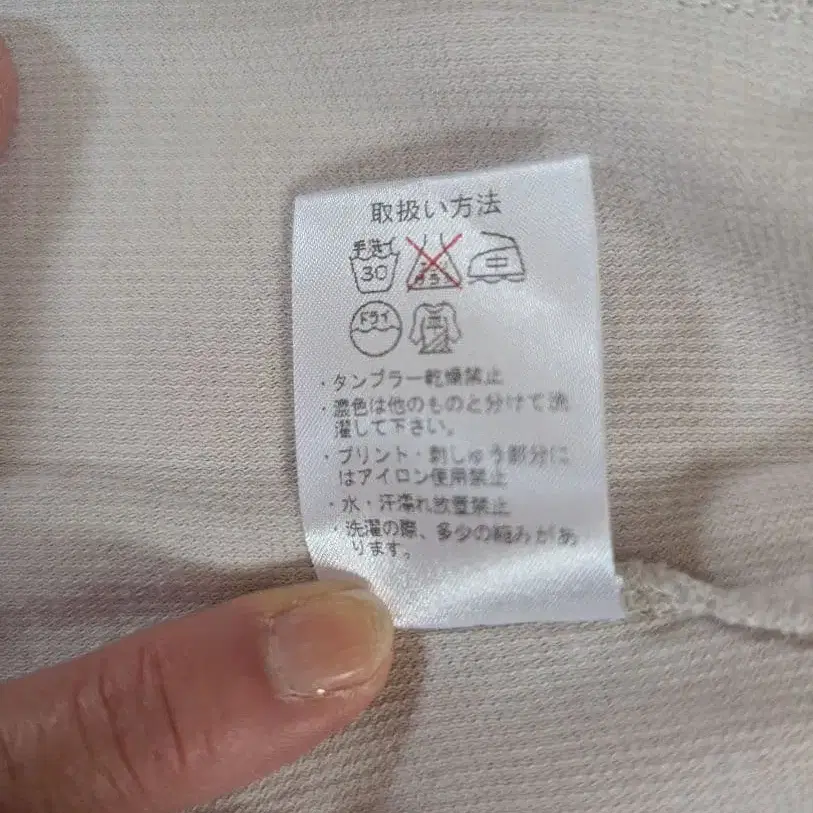 取扱い方法
手洗イ
30
中
ドライ
・タンブラー乾燥禁止
・濃色は他のものと分けて洗
濯して下さい。
・プリント・刺しゅう部分に
はアイロン使用禁止
・水・汗濡れ放置禁止
・洗濯の際、多少の縮みがあ
ります。